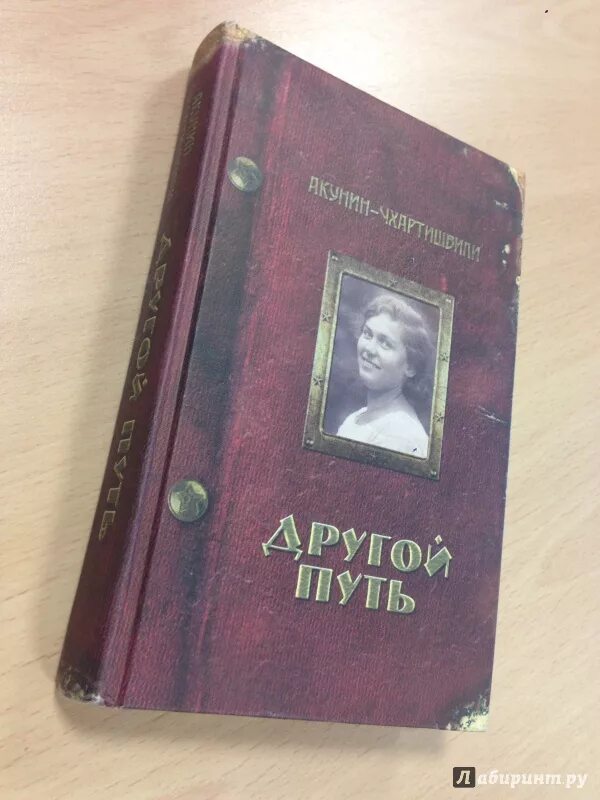 АКУНИН-ЧХАРТИШВИЛИ
ДРУГОЙ
ПУТЬ
ДРУГОЙ ПУТЬ
Лабиринт.ру